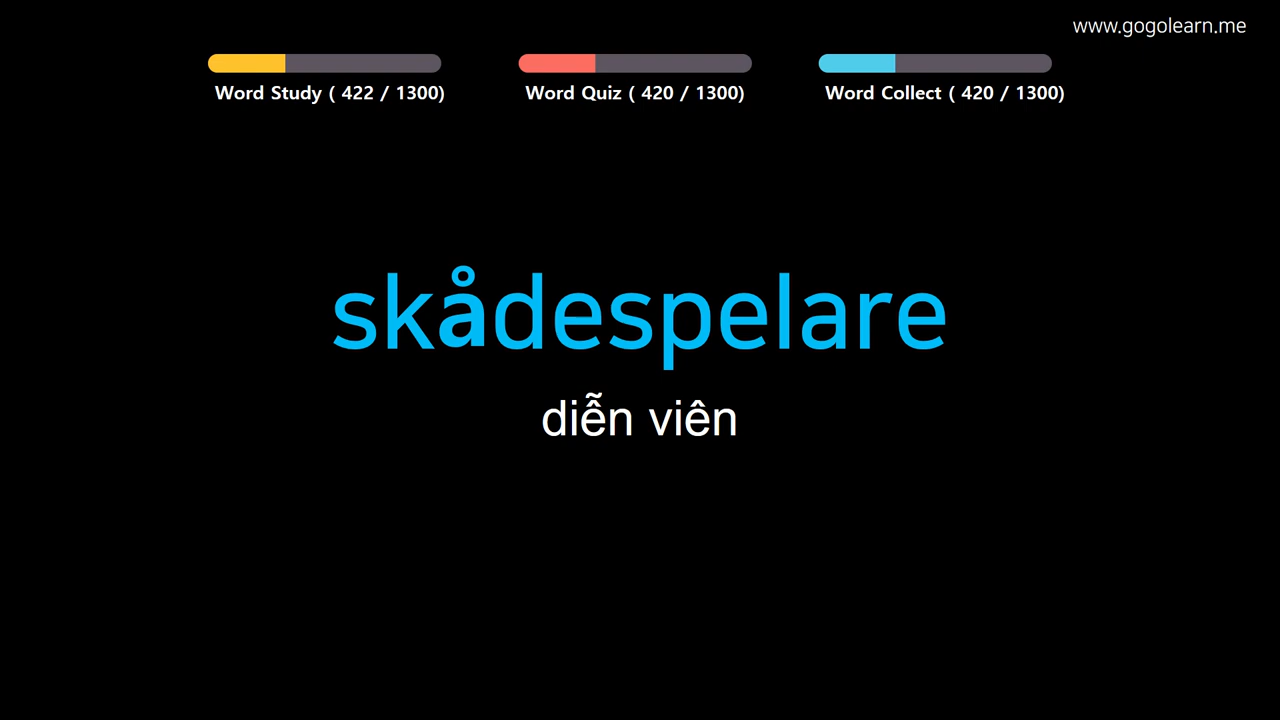 www.gogolearn.me
Word Study ( 422 / 1300)
Word Quiz ( 420 / 1300)
Word Collect ( 420 / 1300)
skådespelare
diễn viên